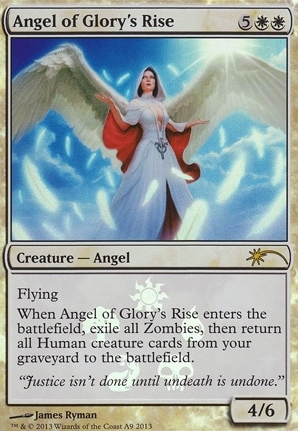 Angel of Glory's Rise 5
Creature — Angel
Flying
When Angel of Glory's Rise enters the
battlefield, exile all Zombies, then return
all Human creature cards from your
graveyard to the battlefield.
"Justice isn't done until undeath is undone."
James Ryman
™ & © 2013 Wizards of the Coast A9 2013
4/6